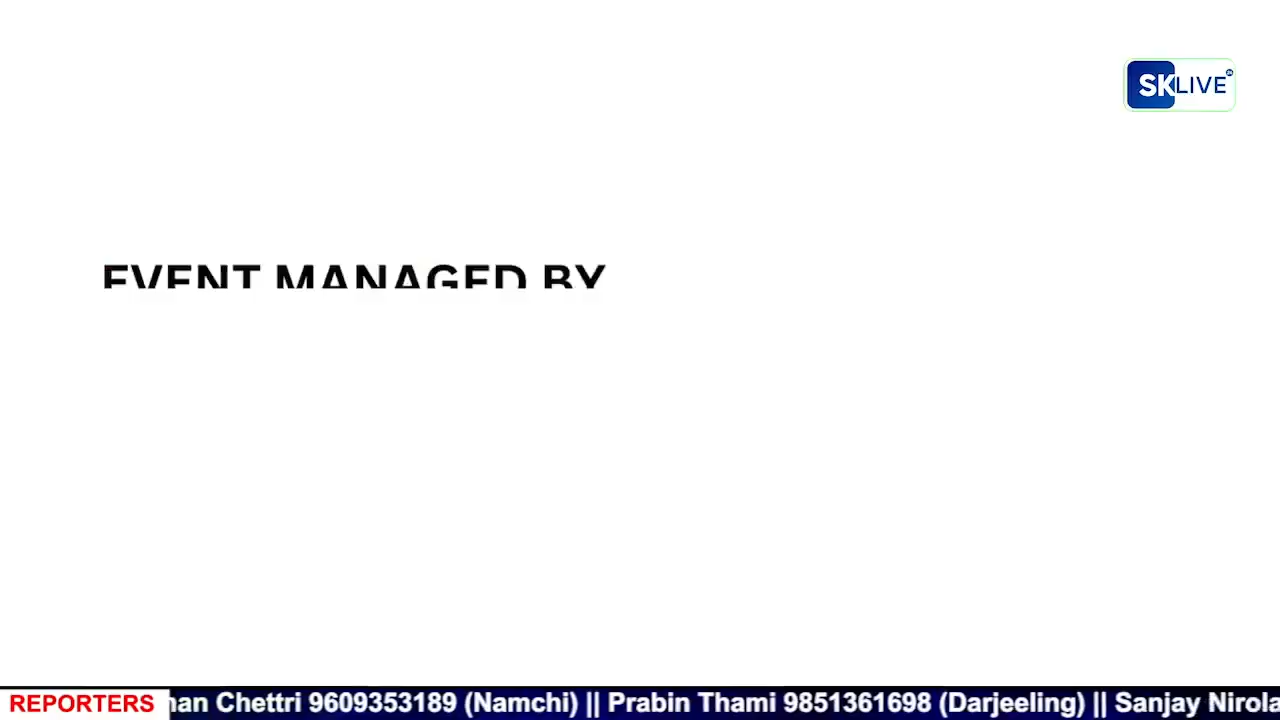 SKLIVE
EVENT MANAGED BY
REPORTERS
Chettri 9609353189 (Namchi) || Prabin Thami 9851361698 (Darjeeling) || Sanjay